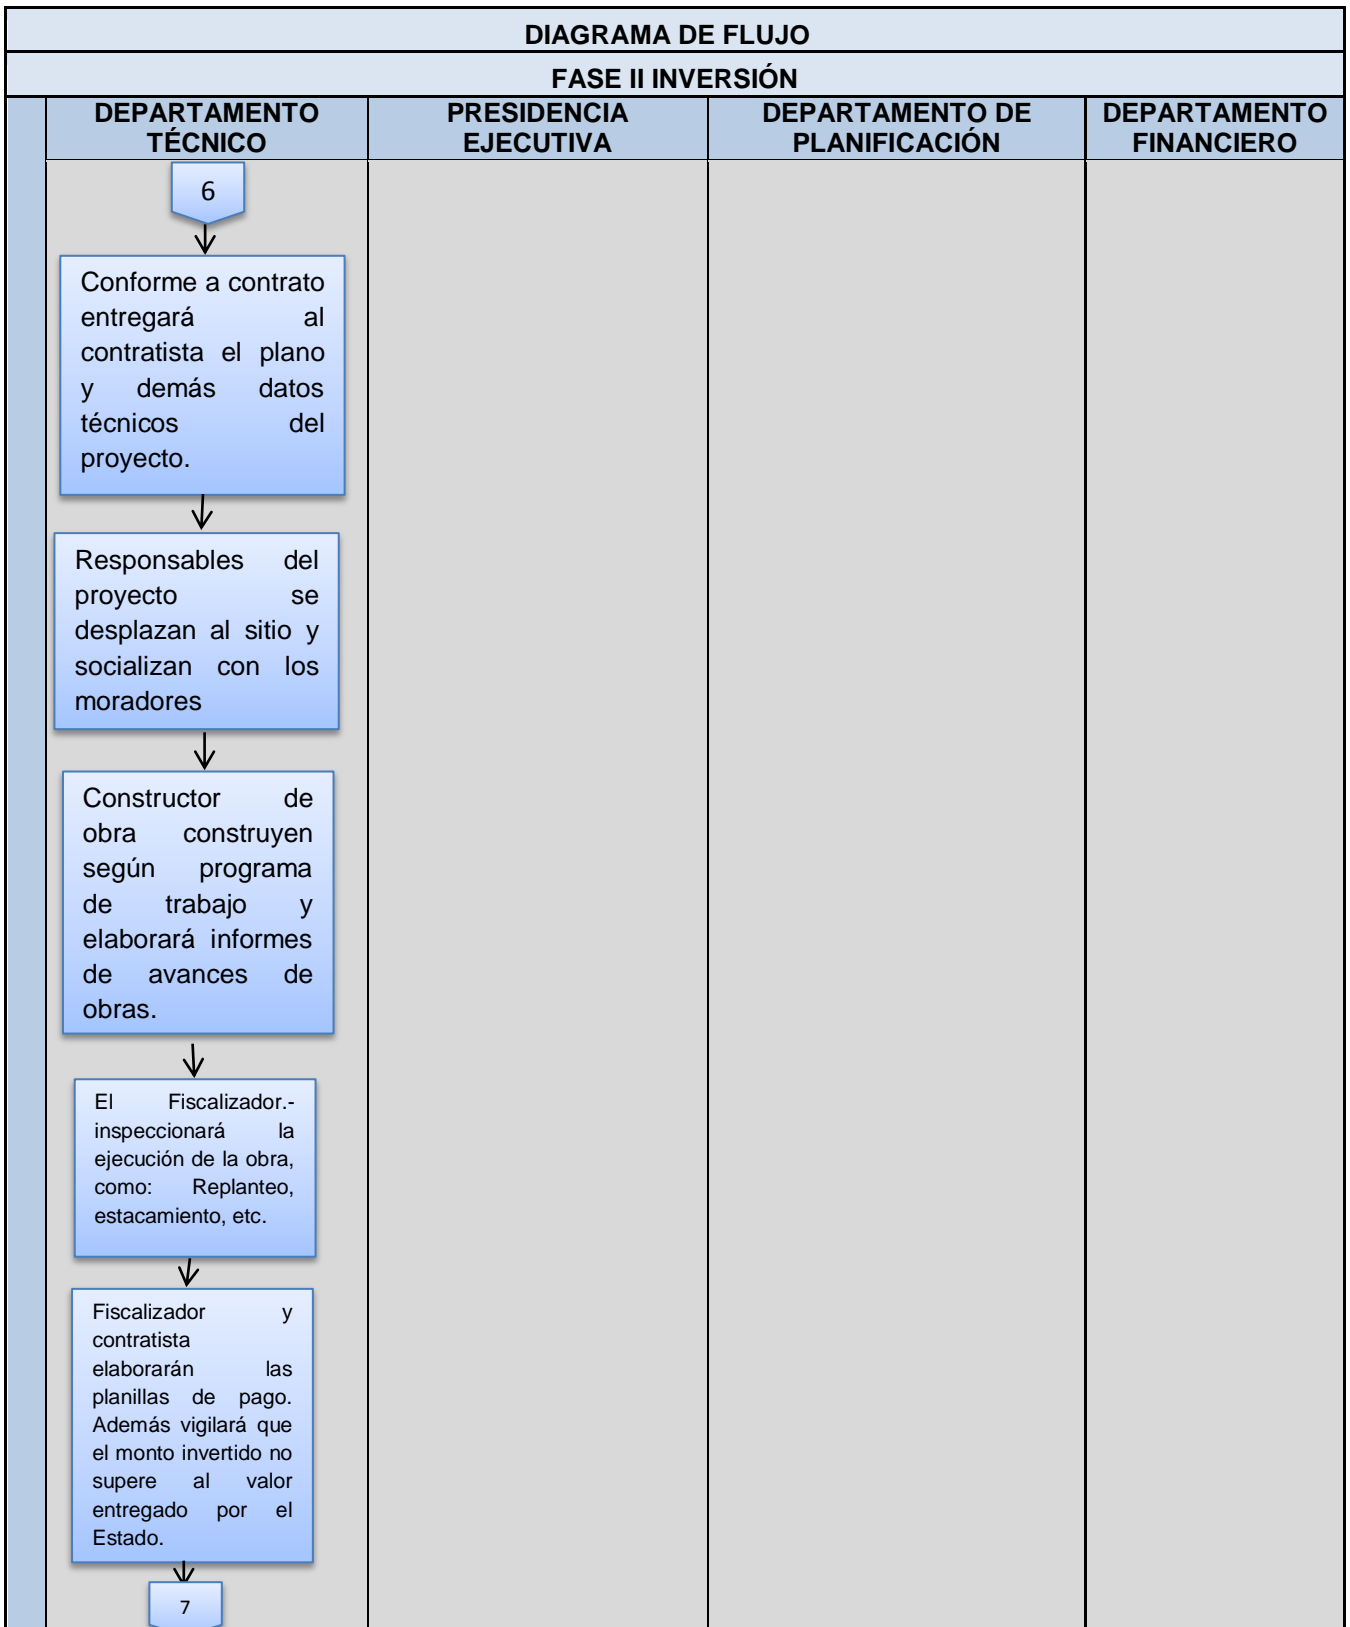 DIAGRAMA DE FLUJO
FASE II INVERSIÓN
DEPARTAMENTO
TÉCNICO
PRESIDENCIA
EJECUTIVA
DEPARTAMENTO DE
PLANIFICACIÓN
DEPARTAMENTO
FINANCIERO
6
Conforme a contrato
entregará al
contratista el plano
y demás datos
técnicos del
proyecto.
Responsables del
proyecto se
desplazan al sitio y
socializan con los
moradores
Constructor de
obra construyen
según programa
de trabajo y
elaborará informes
de avances de
obras.
El Fiscalizador.-
inspeccionará la
ejecución de la obra,
como: Replanteo,
estacamiento, etc.
Fiscalizador y
contratista
elaborarán las
planillas de pago.
Además vigilará que
el monto invertido no
supere al valor
entregado por el
Estado.
7